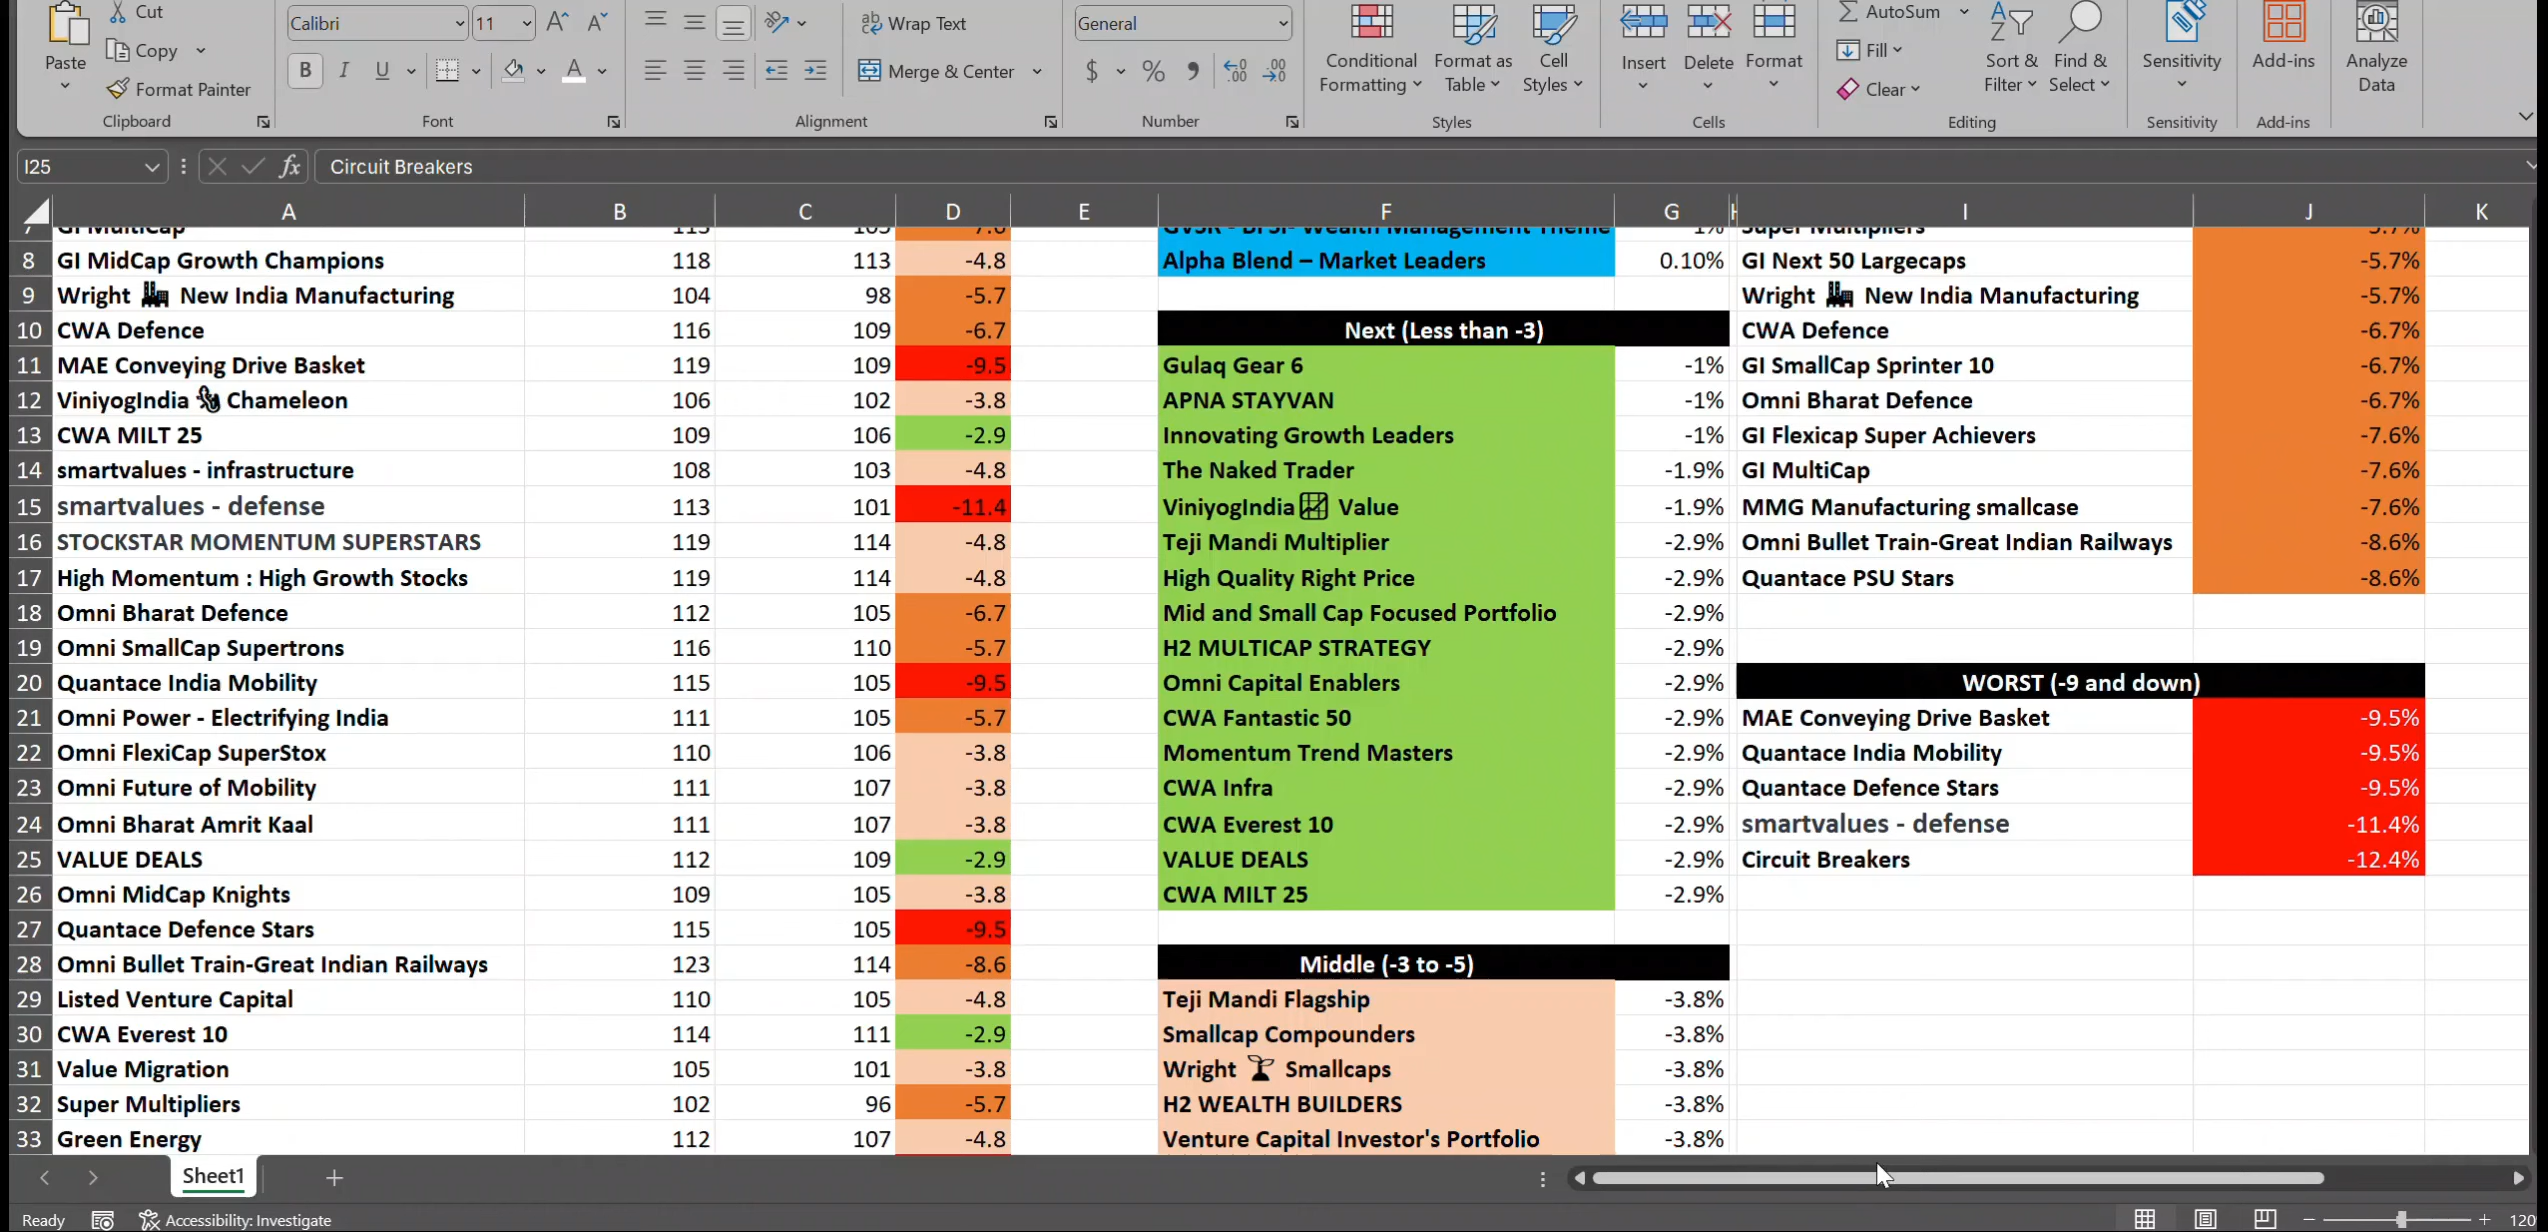 Paste
Cut
Copy
Format Painter
Clipboard
Calibri
11
B I U
Font
Wrap Text
Merge & Center
Alignment
General
$ % 9
Number
Conditional Formatting
Format as Table
Cell Styles
Styles
Insert
Delete
Format
Cells
AutoSum
Fill
Clear
Sort & Filter
Find & Select
Editing
Sensitivity
Sensitivity
Add-ins
Add-ins
Analyze Data
I25 fx Circuit Breakers
A B C D E F G H I J K
7 GI MultiCap 113 105 -7.6 GVSR - BFSI- Wealth Management Theme 1% Super Multipliers -5.7%
8 GI MidCap Growth Champions 118 113 -4.8 Alpha Blend – Market Leaders 0.10% GI Next 50 Largecaps -5.7%
9 Wright New India Manufacturing 104 98 -5.7 Wright New India Manufacturing -5.7%
10 CWA Defence 116 109 -6.7 Next (Less than -3) CWA Defence -6.7%
11 MAE Conveying Drive Basket 119 109 -9.5 Gulaq Gear 6 -1% GI SmallCap Sprinter 10 -6.7%
12 ViniyogIndia Chameleon 106 102 -3.8 APNA STAYVAN -1% Omni Bharat Defence -6.7%
13 CWA MILT 25 109 106 -2.9 Innovating Growth Leaders -1% GI Flexicap Super Achievers -7.6%
14 smartvalues - infrastructure 108 103 -4.8 The Naked Trader -1.9% GI MultiCap -7.6%
15 smartvalues - defense 113 101 -11.4 ViniyogIndia Value -1.9% MMG Manufacturing smallcase -7.6%
16 STOCKSTAR MOMENTUM SUPERSTARS 119 114 -4.8 Teji Mandi Multiplier -2.9% Omni Bullet Train-Great Indian Railways -8.6%
17 High Momentum : High Growth Stocks 119 114 -4.8 High Quality Right Price -2.9% Quantace PSU Stars -8.6%
18 Omni Bharat Defence 112 105 -6.7 Mid and Small Cap Focused Portfolio -2.9%
19 Omni SmallCap Supertrons 116 110 -5.7 H2 MULTICAP STRATEGY -2.9%
20 Quantace India Mobility 115 105 -9.5 Omni Capital Enablers -2.9% WORST (-9 and down)
21 Omni Power - Electrifying India 111 105 -5.7 CWA Fantastic 50 -2.9% MAE Conveying Drive Basket -9.5%
22 Omni FlexiCap SuperStox 110 106 -3.8 Momentum Trend Masters -2.9% Quantace India Mobility -9.5%
23 Omni Future of Mobility 111 107 -3.8 CWA Infra -2.9% Quantace Defence Stars -9.5%
24 Omni Bharat Amrit Kaal 111 107 -3.8 CWA Everest 10 -2.9% smartvalues - defense -11.4%
25 VALUE DEALS 112 109 -2.9 VALUE DEALS -2.9% Circuit Breakers -12.4%
26 Omni MidCap Knights 109 105 -3.8 CWA MILT 25 -2.9%
27 Quantace Defence Stars 115 105 -9.5
28 Omni Bullet Train-Great Indian Railways 123 114 -8.6 Middle (-3 to -5)
29 Listed Venture Capital 110 105 -4.8 Teji Mandi Flagship -3.8%
30 CWA Everest 10 114 111 -2.9 Smallcap Compounders -3.8%
31 Value Migration 105 101 -3.8 Wright Smallcaps -3.8%
32 Super Multipliers 102 96 -5.7 H2 WEALTH BUILDERS -3.8%
33 Green Energy 112 107 -4.8 Venture Capital Investor's Portfolio -3.8%
Sheet1
Ready Accessibility: Investigate 120